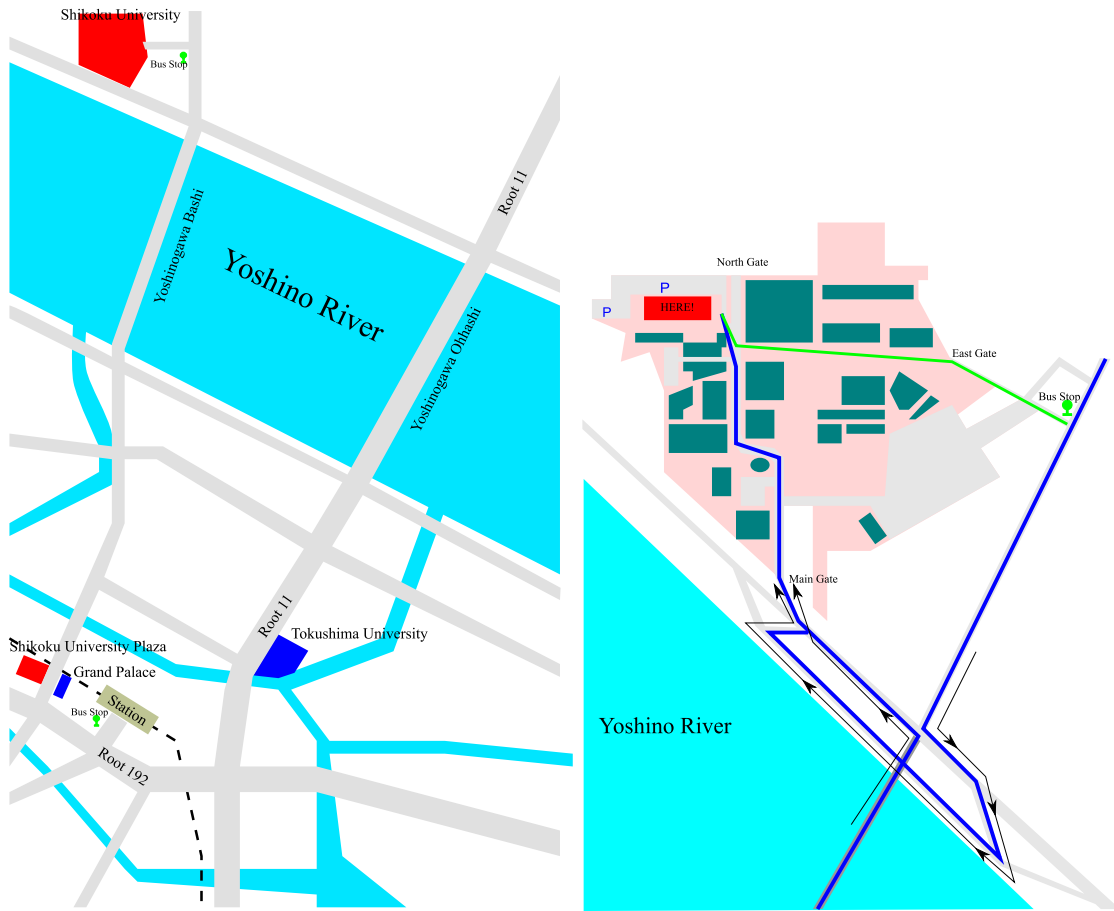 Shikoku University
Bus Stop
Yoshinogawa Bashi
Root 11
Yoshino River
Yoshinogawa Ohhashi
Root 11
Tokushima University
Shikoku University Plaza
Grand Palace
Station
Bus Stop
Root 192
North Gate
P
P
HERE!
East Gate
Bus Stop
Main Gate
Yoshino River